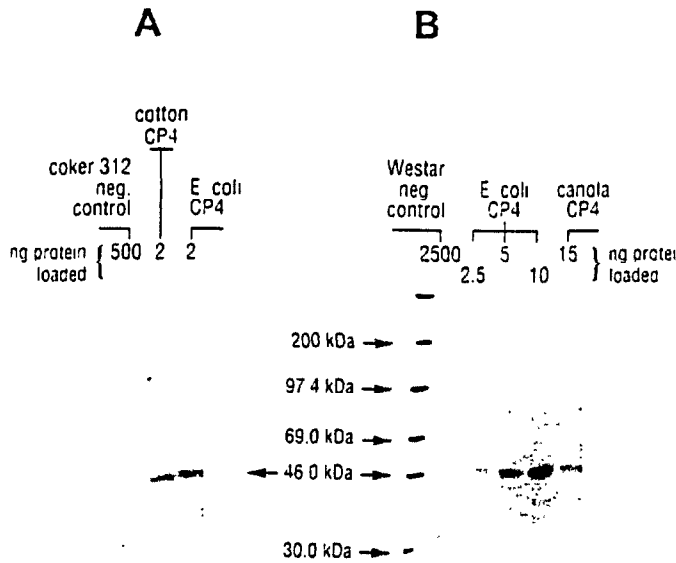 A
B
cotton
CP4
coker 312
neg.
control
E coli
CP4
ng protein
loaded
500 2 2
Westar
neg
control
E coli
CP4
canola
CP4
2500 5 15
2.5 10
ng protei
loaded
200 kDa
97 4 kDa
69.0 kDa
46 0 kDa
30.0 kDa